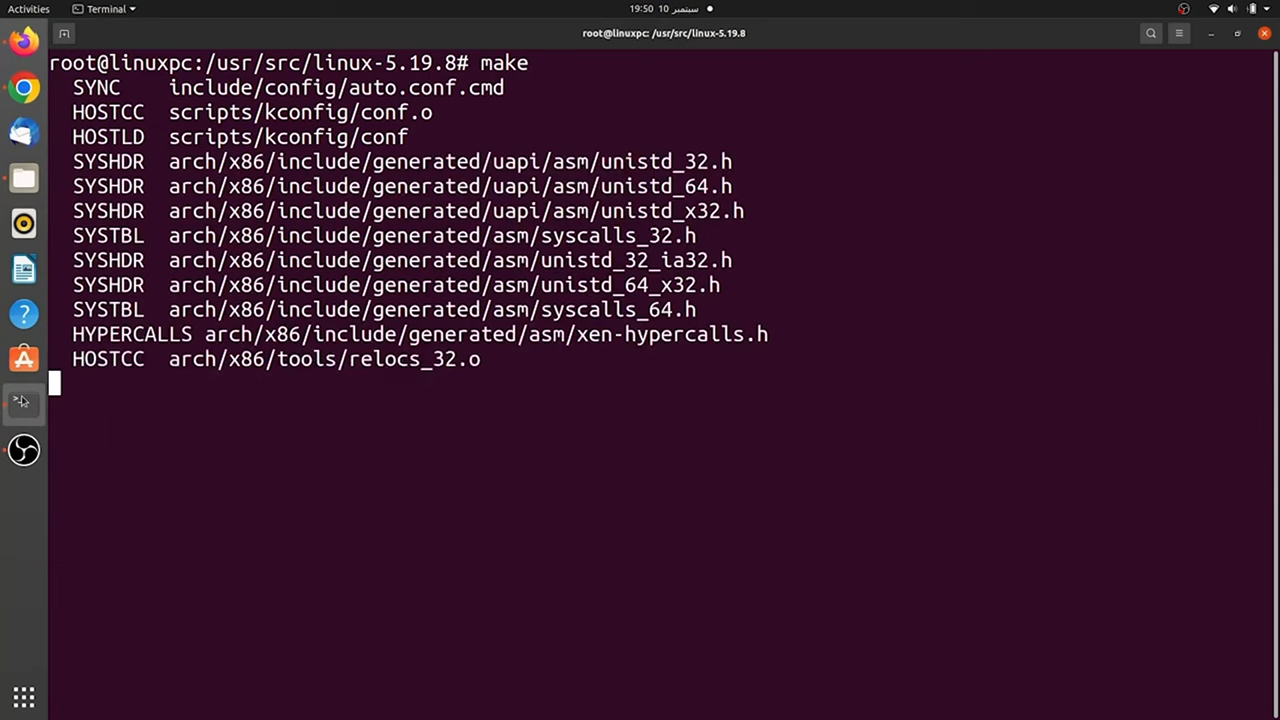 Activities
Terminal
19:50 10 سبتمبر
root@linuxpc: /usr/src/linux-5.19.8
root@linuxpc:/usr/src/linux-5.19.8# make
SYNC    include/config/auto.conf.cmd
HOSTCC  scripts/kconfig/conf.o
HOSTLD  scripts/kconfig/conf
SYSHDR  arch/x86/include/generated/uapi/asm/unistd_32.h
SYSHDR  arch/x86/include/generated/uapi/asm/unistd_64.h
SYSHDR  arch/x86/include/generated/uapi/asm/unistd_x32.h
SYSTBL  arch/x86/include/generated/asm/syscalls_32.h
SYSHDR  arch/x86/include/generated/asm/unistd_32_ia32.h
SYSHDR  arch/x86/include/generated/asm/unistd_64_x32.h
SYSTBL  arch/x86/include/generated/asm/syscalls_64.h
HYPERCALLS arch/x86/include/generated/asm/xen-hypercalls.h
HOSTCC  arch/x86/tools/relocs_32.o